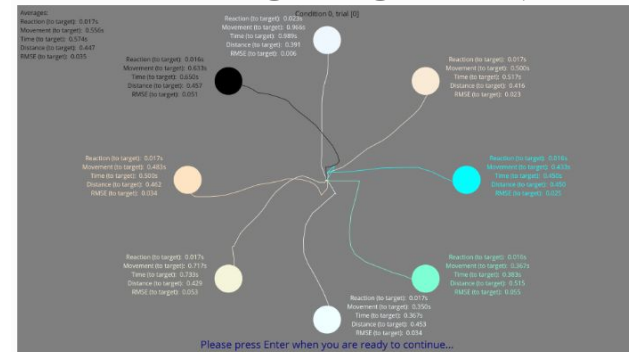 Averages:
Reaction (to target): 0.017s
Movement (to target): 0.556s
Time (to target): 0.574s
Distance (to target): 0.447
RMSE (to target): 0.035
Condition 0, trial [0]
Reaction (to target): 0.023s
Movement (to target): 0.966s
Time (to target): 0.989s
Distance (to target): 0.391
RMSE (to target): 0.006
Reaction (to target): 0.016s
Movement (to target): 0.633s
Time (to target): 0.650s
Distance (to target): 0.457
RMSE (to target): 0.051
Reaction (to target): 0.017s
Movement (to target): 0.500s
Time (to target): 0.517s
Distance (to target): 0.416
RMSE (to target): 0.023
Reaction (to target): 0.017s
Movement (to target): 0.483s
Time (to target): 0.500s
Distance (to target): 0.462
RMSE (to target): 0.034
Reaction (to target): 0.016s
Movement (to target): 0.433s
Time (to target): 0.450s
Distance (to target): 0.450
RMSE (to target): 0.025
Reaction (to target): 0.017s
Movement (to target): 0.717s
Time (to target): 0.733s
Distance (to target): 0.429
RMSE (to target): 0.053
Reaction (to target): 0.016s
Movement (to target): 0.367s
Time (to target): 0.383s
Distance (to target): 0.515
RMSE (to target): 0.055
Reaction (to target): 0.017s
Movement (to target): 0.350s
Time (to target): 0.367s
Distance (to target): 0.453
RMSE (to target): 0.034
Please press Enter when you are ready to continue...